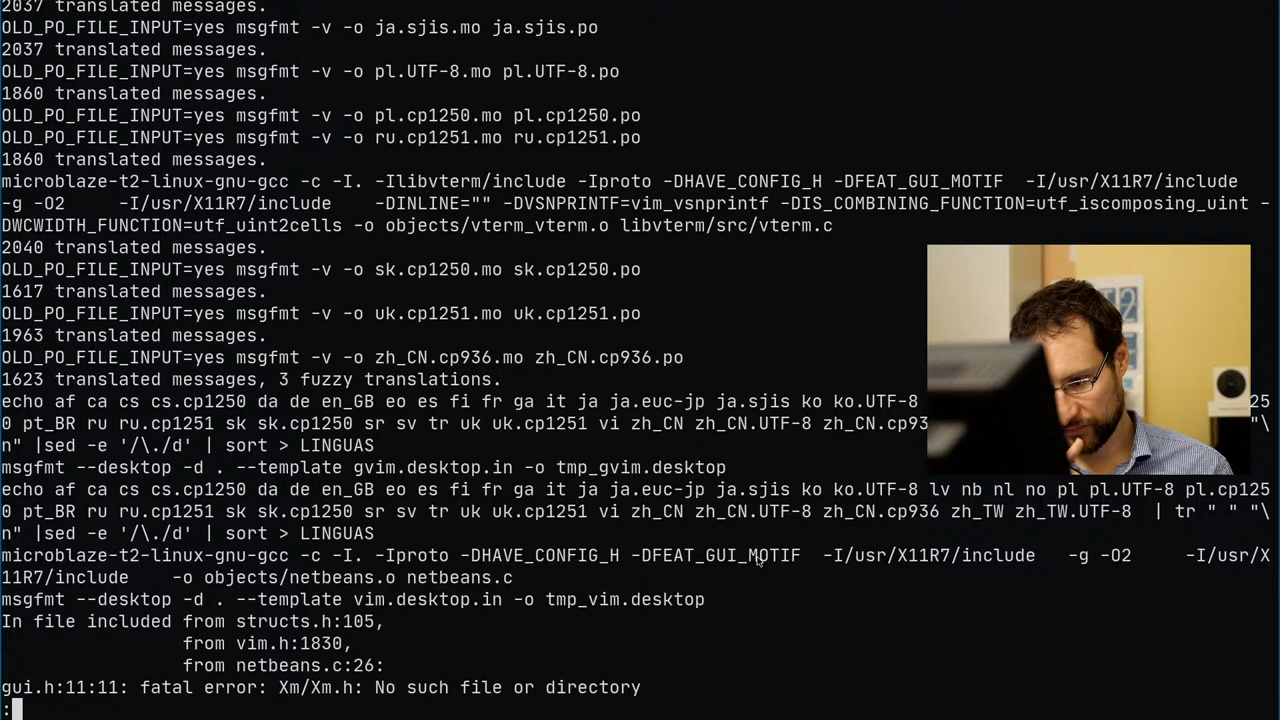 2037 translated messages.
OLD_PO_FILE_INPUT=yes msgfmt -v -o ja.sjis.mo ja.sjis.po
2037 translated messages.
OLD_PO_FILE_INPUT=yes msgfmt -v -o pl.UTF-8.mo pl.UTF-8.po
1860 translated messages.
OLD_PO_FILE_INPUT=yes msgfmt -v -o pl.cp1250.mo pl.cp1250.po
OLD_PO_FILE_INPUT=yes msgfmt -v -o ru.cp1251.mo ru.cp1251.po
1860 translated messages.
microblaze-t2-linux-gnu-gcc -c -I. -Ilibvterm/include -Iproto -DHAVE_CONFIG_H -DFEAT_GUI_MOTIF  -I/usr/X11R7/include
-g -O2     -I/usr/X11R7/include    -DINLINE="" -DVSNPRINTF=vim_vsnprintf -DIS_COMBINING_FUNCTION=utf_iscomposing_uint -
DWCWIDTH_FUNCTION=utf_uint2cells -o objects/vterm_vterm.o libvterm/src/vterm.c
2040 translated messages.
OLD_PO_FILE_INPUT=yes msgfmt -v -o sk.cp1250.mo sk.cp1250.po
1617 translated messages.
OLD_PO_FILE_INPUT=yes msgfmt -v -o uk.cp1251.mo uk.cp1251.po
1963 translated messages.
OLD_PO_FILE_INPUT=yes msgfmt -v -o zh_CN.cp936.mo zh_CN.cp936.po
1623 translated messages, 3 fuzzy translations.
echo af ca cs cs.cp1250 da de en_GB eo es fi fr ga it ja ja.euc-jp ja.sjis ko ko.UTF-8 25
0 pt_BR ru ru.cp1251 sk sk.cp1250 sr sv tr uk uk.cp1251 vi zh_CN zh_CN.UTF-8 zh_CN.cp93 "\
n" |sed -e '/\./d' | sort > LINGUAS
msgfmt --desktop -d . --template gvim.desktop.in -o tmp_gvim.desktop
echo af ca cs cs.cp1250 da de en_GB eo es fi fr ga it ja ja.euc-jp ja.sjis ko ko.UTF-8 lv nb nl no pl pl.UTF-8 pl.cp125
0 pt_BR ru ru.cp1251 sk sk.cp1250 sr sv tr uk uk.cp1251 vi zh_CN zh_CN.UTF-8 zh_CN.cp936 zh_TW zh_TW.UTF-8  | tr " " "\
n" |sed -e '/\./d' | sort > LINGUAS
microblaze-t2-linux-gnu-gcc -c -I. -Iproto -DHAVE_CONFIG_H -DFEAT_GUI_MOTIF  -I/usr/X11R7/include   -g -O2     -I/usr/X
11R7/include    -o objects/netbeans.o netbeans.c
msgfmt --desktop -d . --template vim.desktop.in -o tmp_vim.desktop
In file included from structs.h:105,
                 from vim.h:1830,
                 from netbeans.c:26:
gui.h:11:11: fatal error: Xm/Xm.h: No such file or directory
: